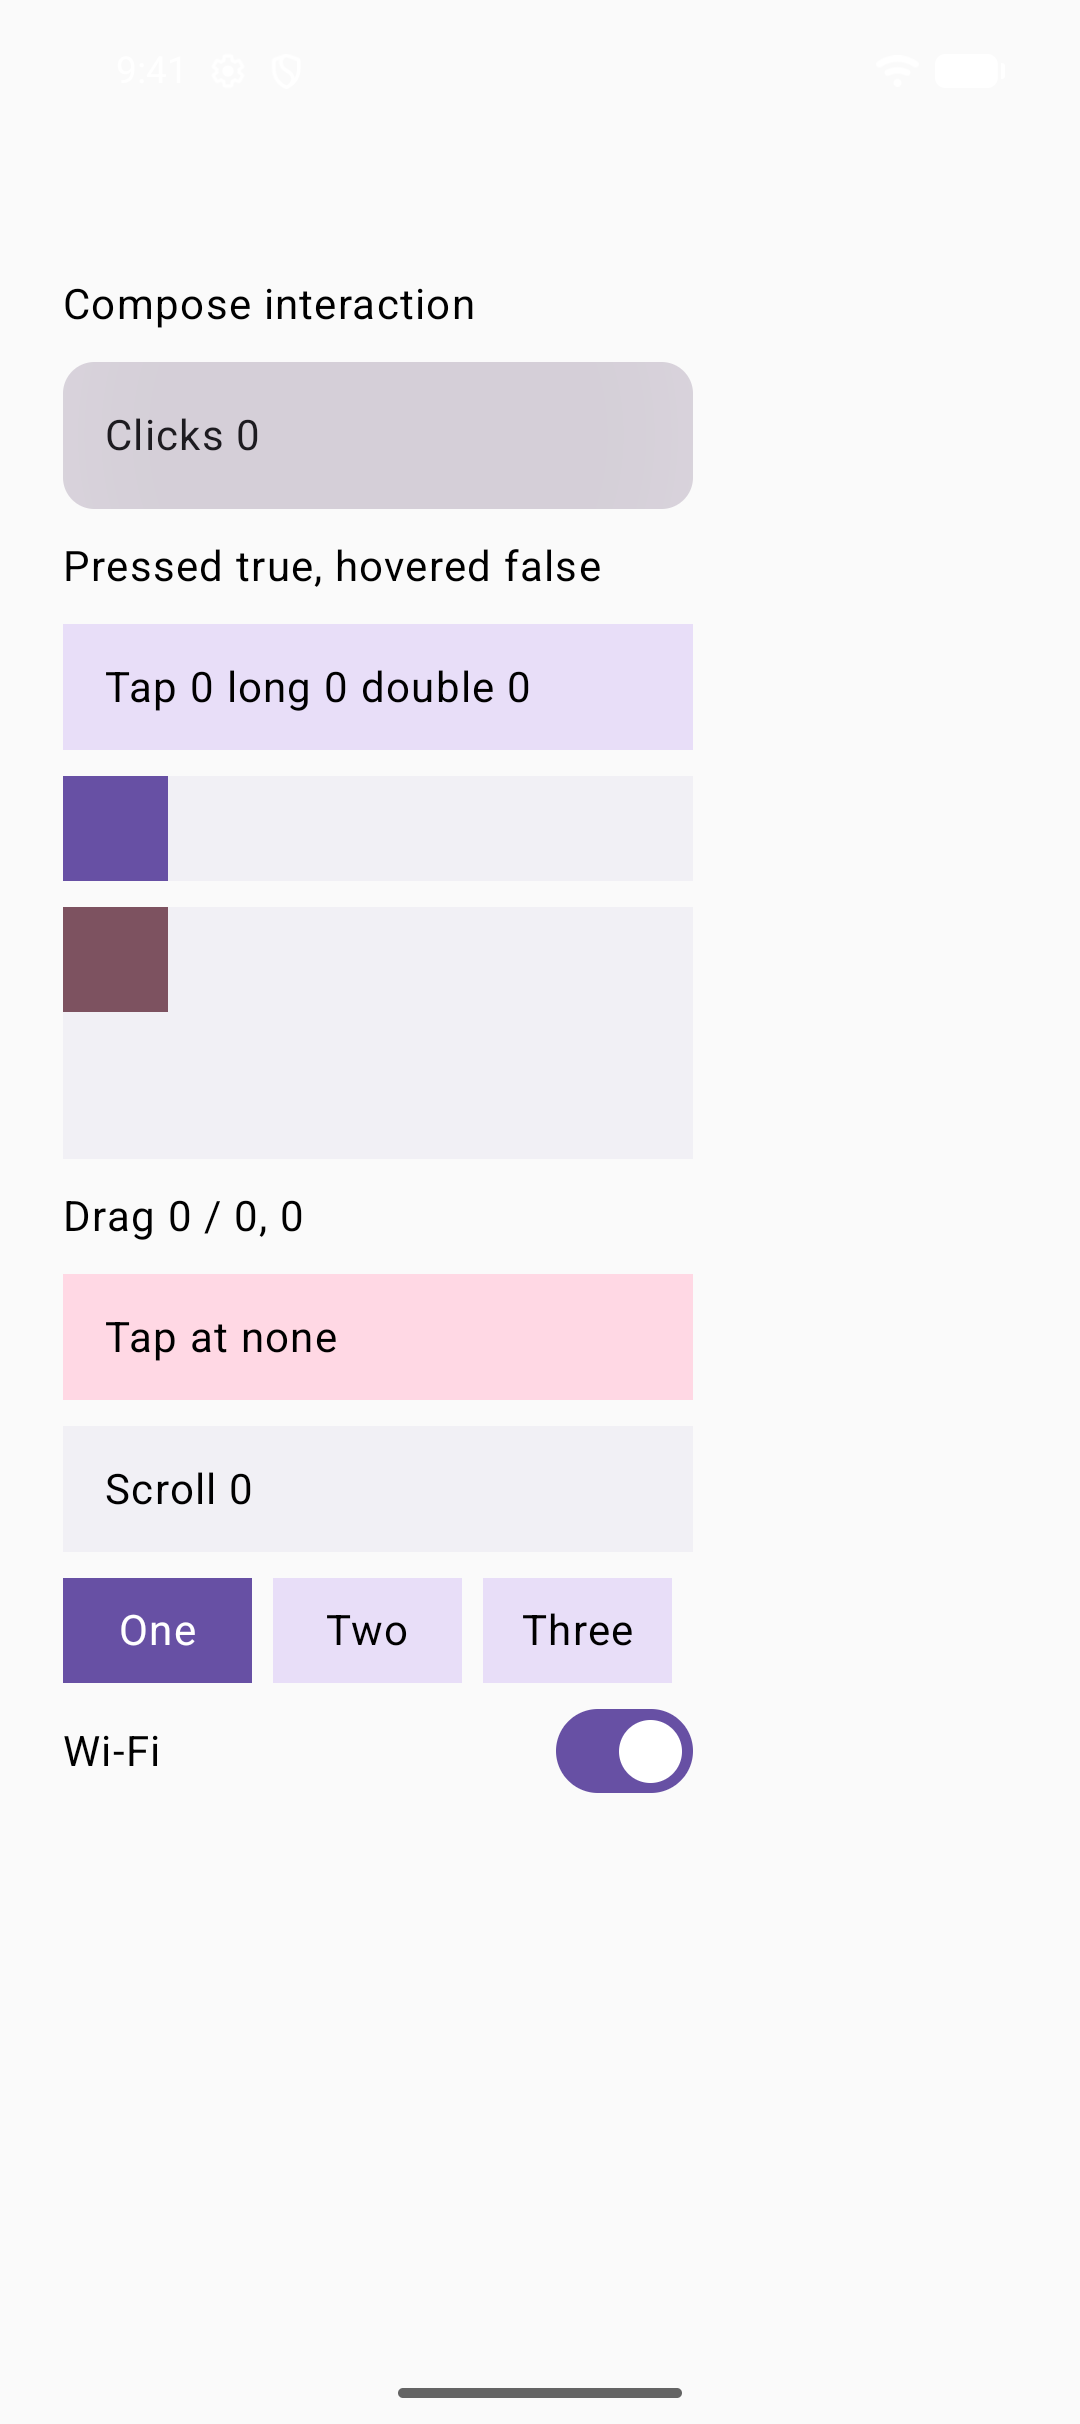 9:41
Compose interaction
Clicks 0
Pressed true, hovered false
Tap 0 long 0 double 0
Drag 0 / 0, 0
Tap at none
Scroll 0
One Two Three
Wi-Fi